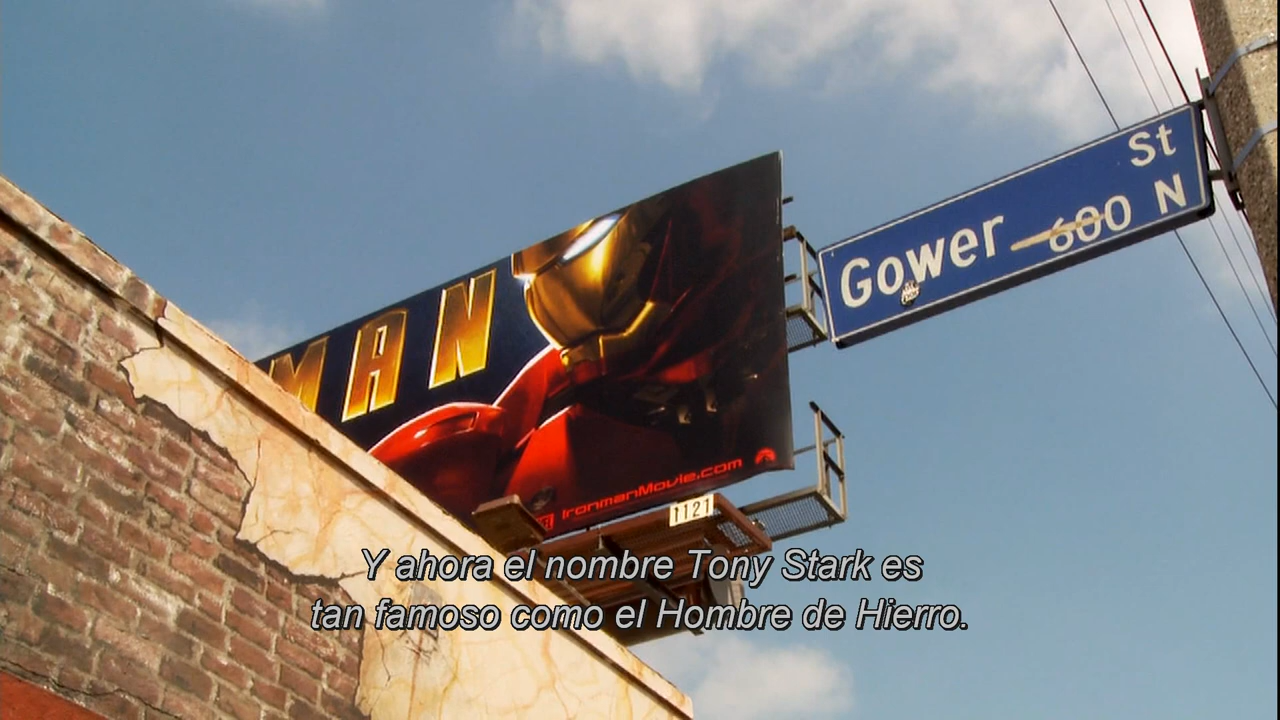 MAN
IronmanMovie.com
1121
St
Gower 600 N
Y ahora el nombre Tony Stark es
tan famoso como el Hombre de Hierro.